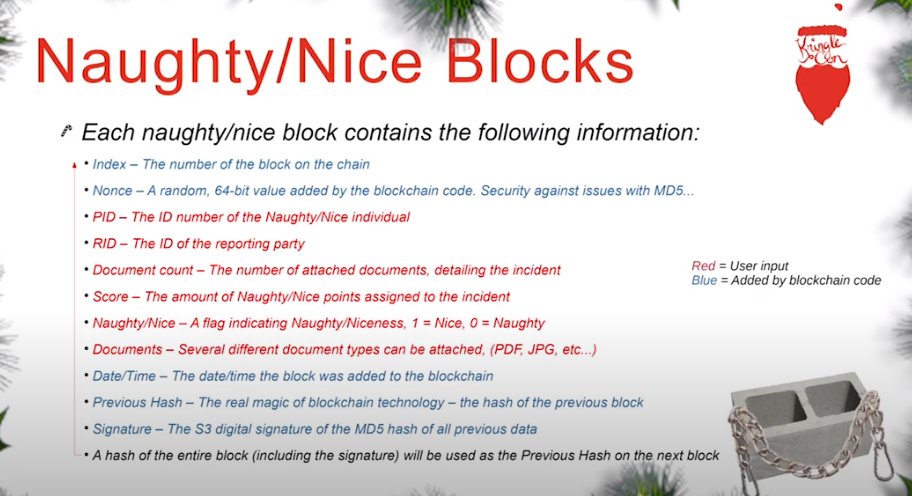 Naughty/Nice Blocks
Kringle
Con
Each naughty/nice block contains the following information:
• Index – The number of the block on the chain
• Nonce – A random, 64-bit value added by the blockchain code. Security against issues with MD5...
• PID – The ID number of the Naughty/Nice individual
• RID – The ID of the reporting party
• Document count – The number of attached documents, detailing the incident
• Score – The amount of Naughty/Nice points assigned to the incident
• Naughty/Nice – A flag indicating Naughty/Niceness, 1 = Nice, 0 = Naughty
• Documents – Several different document types can be attached, (PDF, JPG, etc...)
• Date/Time – The date/time the block was added to the blockchain
• Previous Hash – The real magic of blockchain technology – the hash of the previous block
• Signature – The S3 digital signature of the MD5 hash of all previous data
• A hash of the entire block (including the signature) will be used as the Previous Hash on the next block
Red = User input
Blue = Added by blockchain code